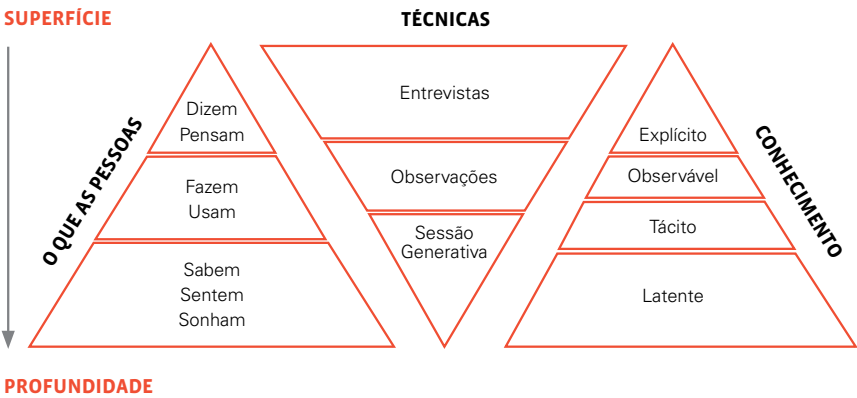 SUPERFÍCIE
TÉCNICAS
O QUE AS PESSOAS
Dizem
Pensam
Fazem
Usam
Sabem
Sentem
Sonham
Entrevistas
Observações
Sessão
Generativa
Explícito
Observável
Tácito
Latente
CONHECIMENTO
PROFUNDIDADE